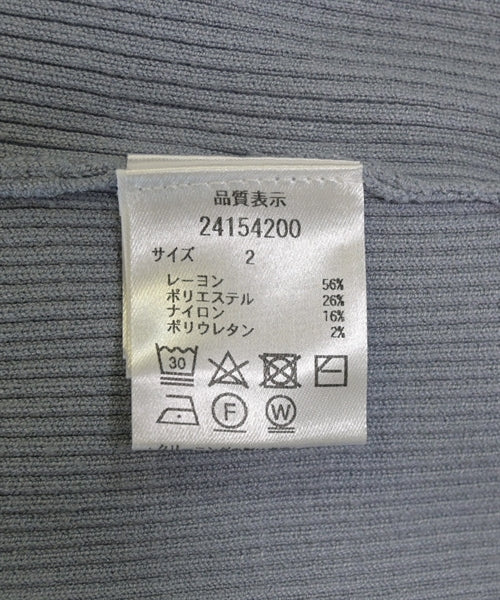 品質表示
24154200
サイズ 2
レーヨン 56%
ポリエステル 26%
ナイロン 16%
ポリウレタン 2%
30
F W